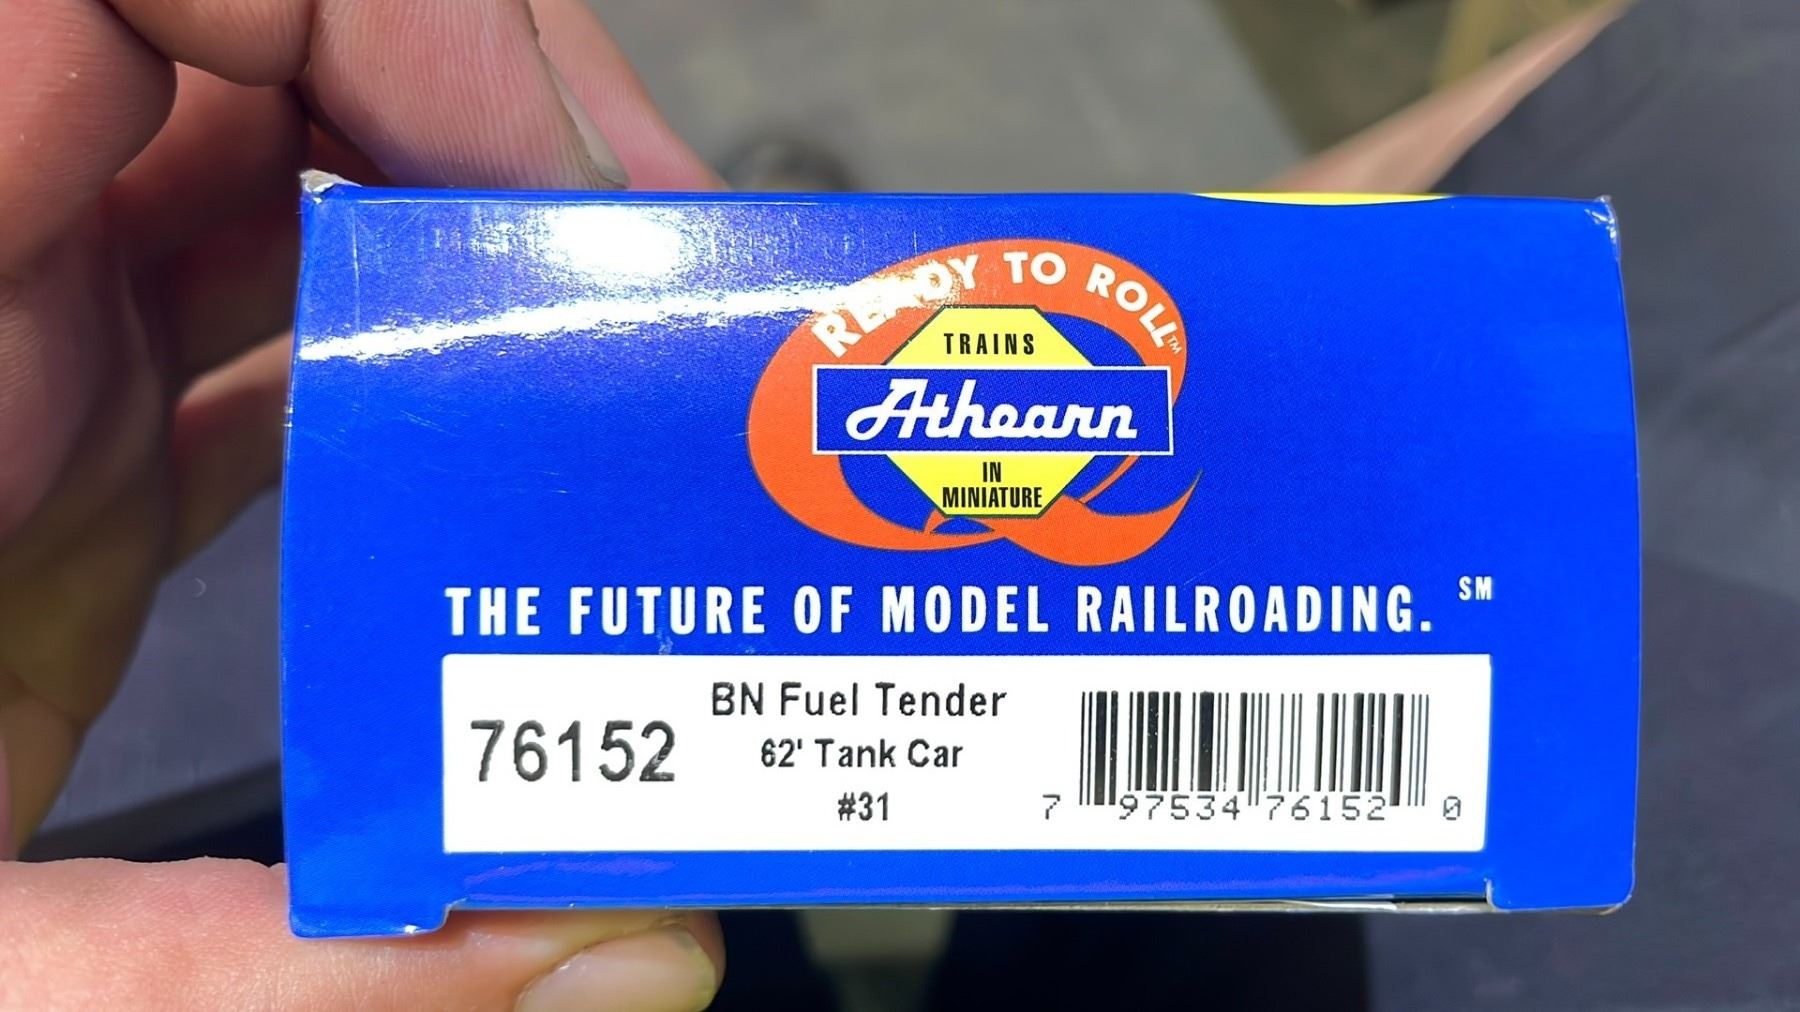 READY TO ROLL™
TRAINS
Athearn
IN
MINIATURE
THE FUTURE OF MODEL RAILROADING. SM
76152
BN Fuel Tender
62' Tank Car
#31
7 97534 76152 0